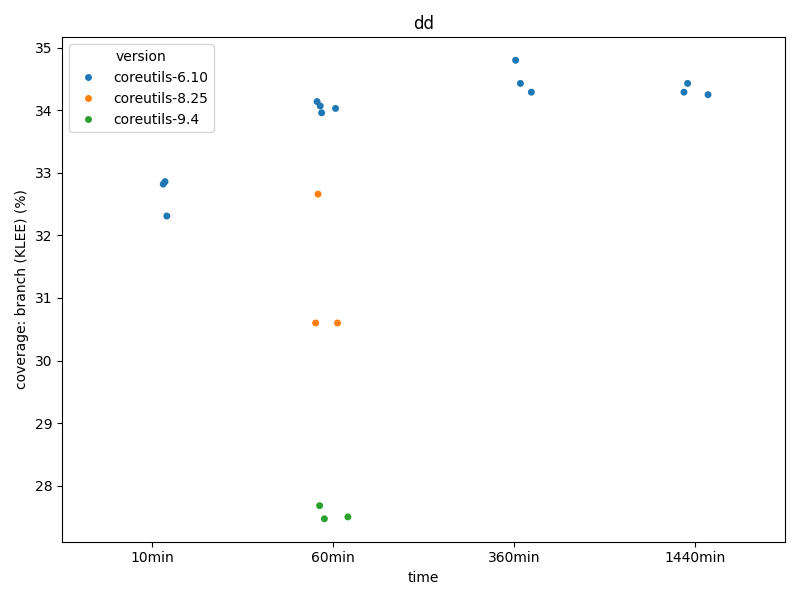 dd
version
coreutils-6.10
coreutils-8.25
coreutils-9.4
coverage: branch (KLEE) (%)
35
34
33
32
31
30
29
28
10min
60min
360min
1440min
time